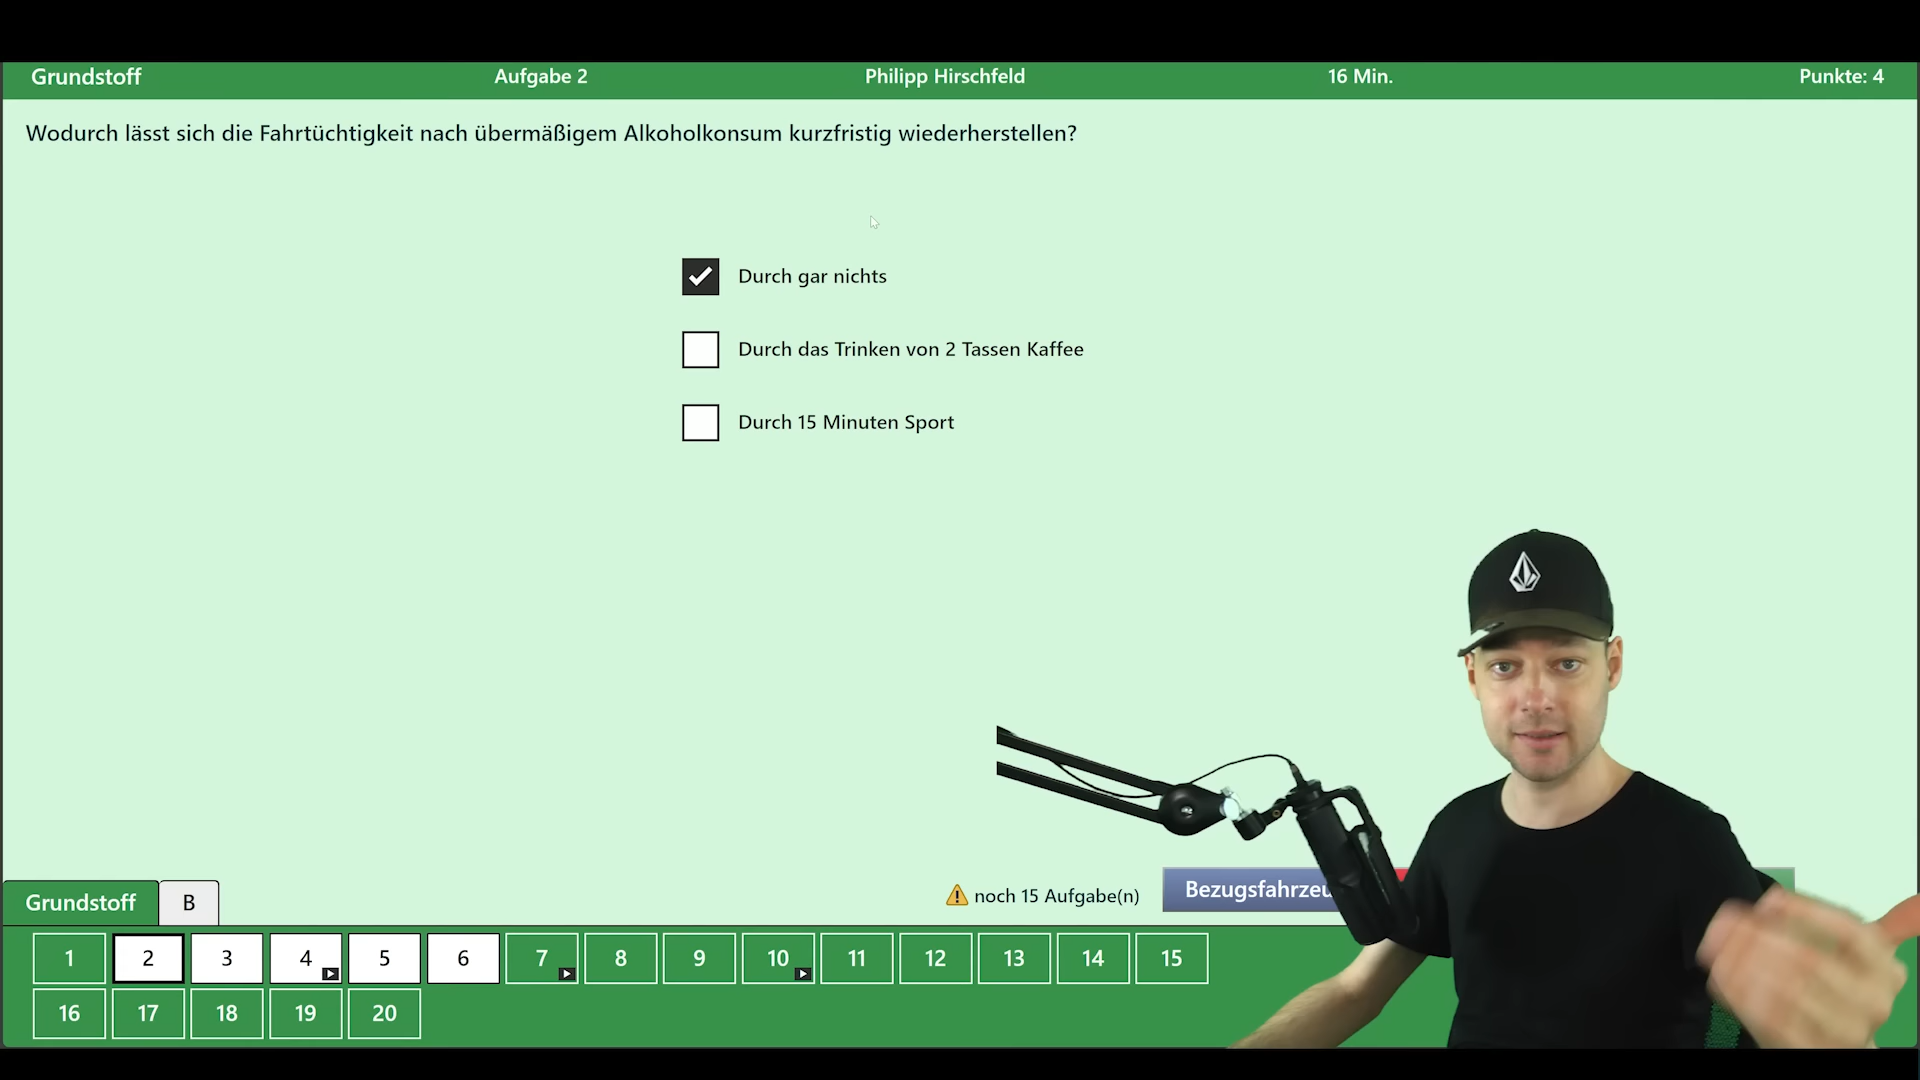 Grundstoff Aufgabe 2 Philipp Hirschfeld 16 Min. Punkte: 4
Wodurch lässt sich die Fahrtüchtigkeit nach übermäßigem Alkoholkonsum kurzfristig wiederherstellen?
Durch gar nichts
Durch das Trinken von 2 Tassen Kaffee
Durch 15 Minuten Sport
noch 15 Aufgabe(n) Bezugsfahrzeu
Grundstoff B
1 2 3 4 5 6 7 8 9 10 11 12 13 14 15
16 17 18 19 20